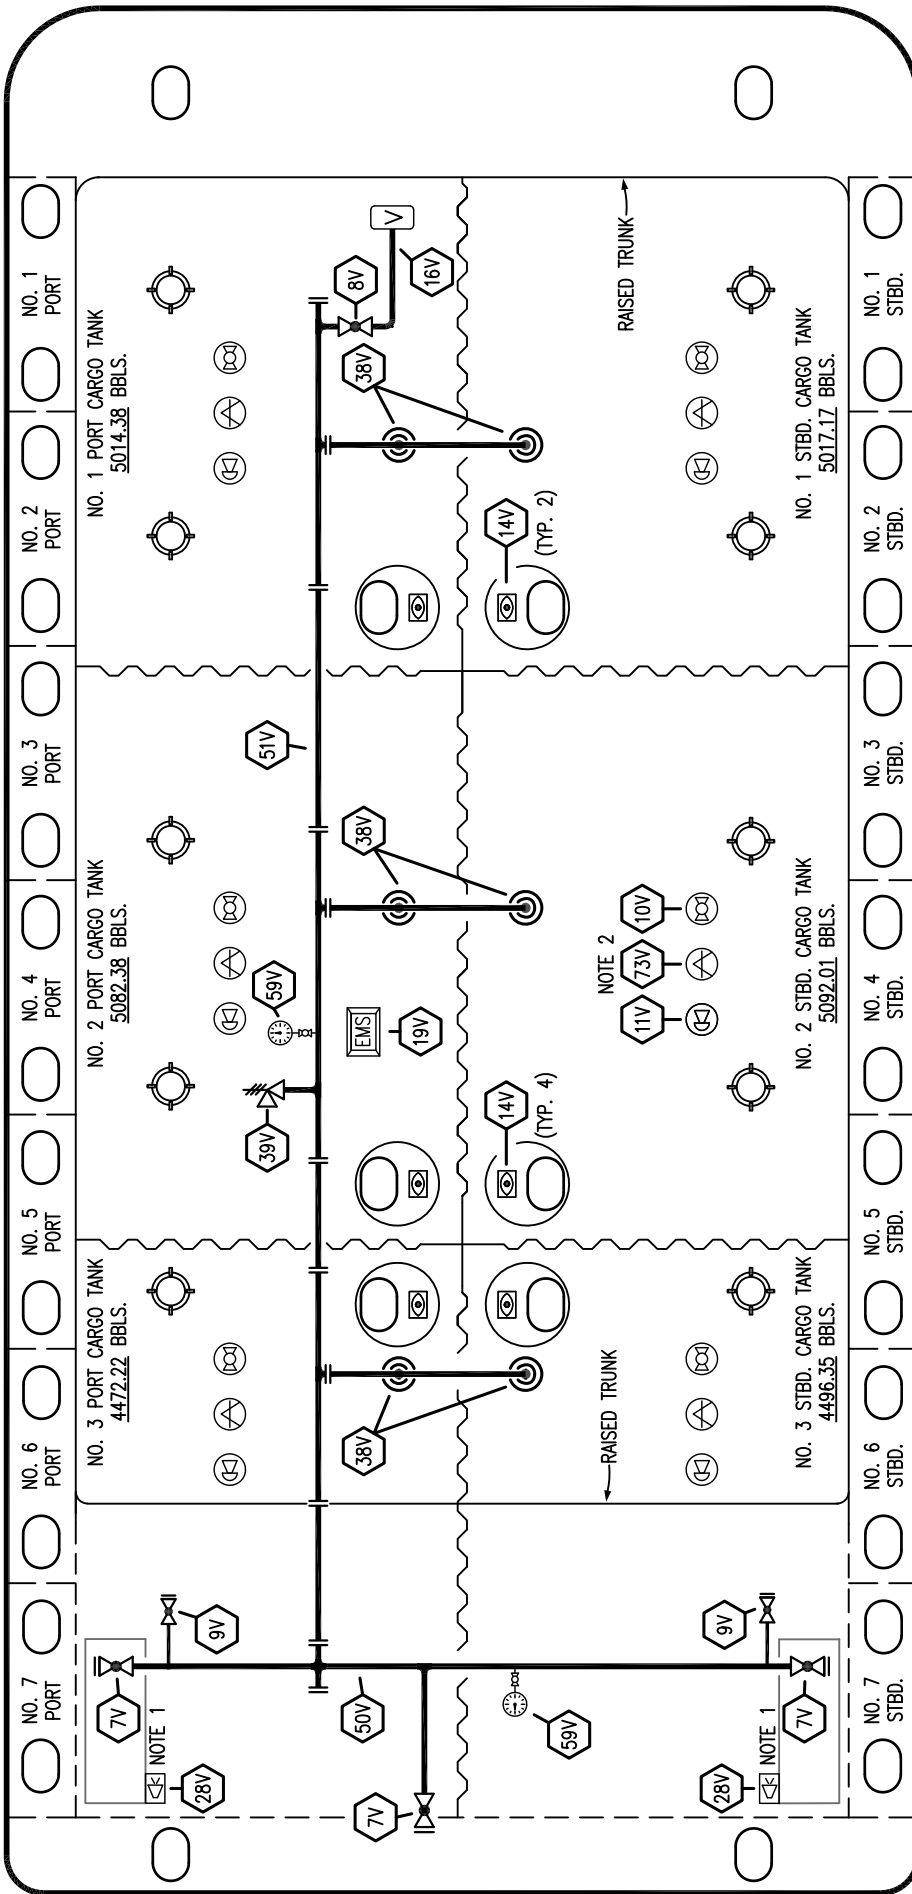 NO. 1
PORT
NO. 2
PORT
NO. 3
PORT
NO. 4
PORT
NO. 5
PORT
NO. 6
PORT
NO. 7
PORT
NO. 1 PORT CARGO TANK
5014.38 BBLS.
NO. 2 PORT CARGO TANK
5082.38 BBLS.
NO. 3 PORT CARGO TANK
4472.22 BBLS.
V
8V
16V
38V
14V
(TYP. 2)
RAISED TRUNK
NO. 1 STBD. CARGO TANK
5017.17 BBLS.
51V
38V
59V
EMS
19V
39V
14V
(TYP. 4)
NOTE 2
10V
73V
11V
NO. 2 STBD. CARGO TANK
5092.01 BBLS.
38V
RAISED TRUNK
NO. 3 STBD. CARGO TANK
4496.35 BBLS.
9V
7V
NOTE 1
28V
50V
7V
59V
9V
7V
NOTE 1
28V
NO. 1
STBD.
NO. 2
STBD.
NO. 3
STBD.
NO. 4
STBD.
NO. 5
STBD.
NO. 6
STBD.
NO. 7
STBD.